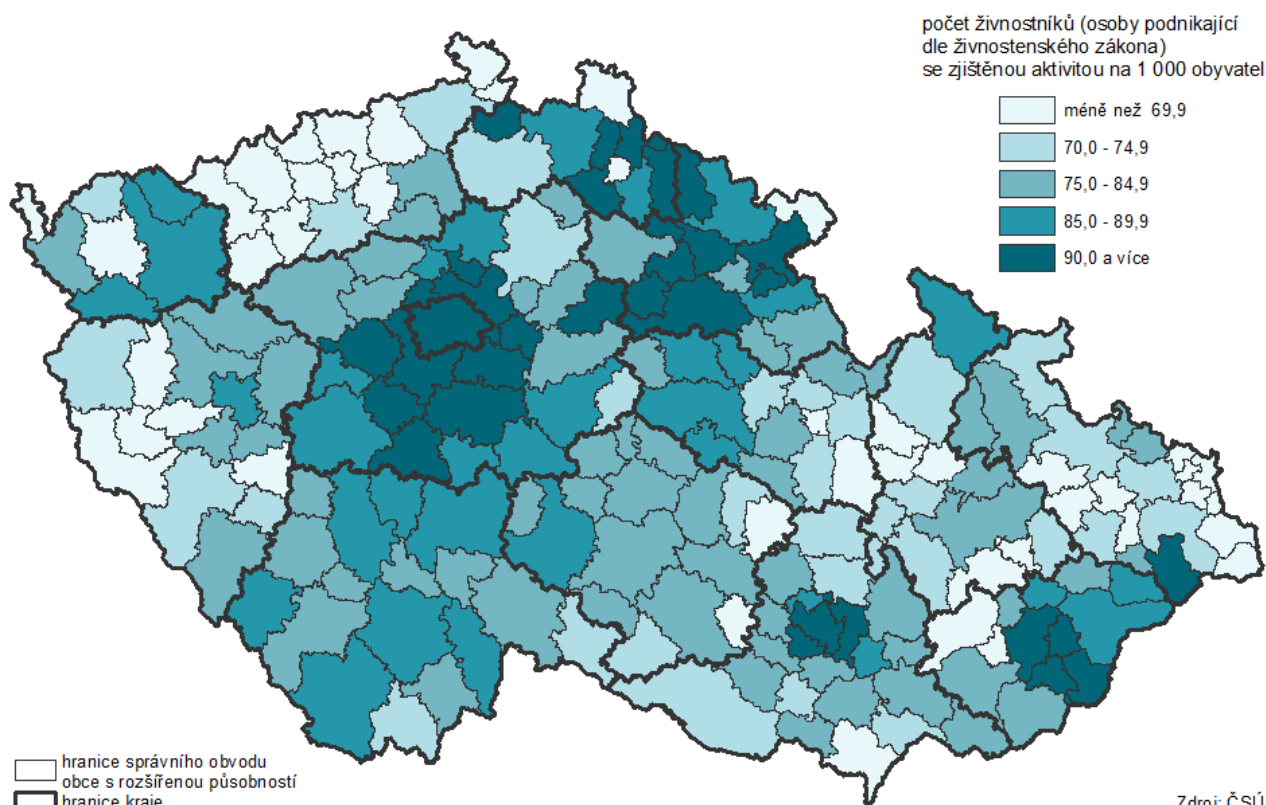 počet živnostníků (osoby podnikající
dle živnostenského zákona)
se zjištěnou aktivitou na 1 000 obyvatel
méně než 69,9
70,0 - 74,9
75,0 - 84,9
85,0 - 89,9
90,0 a více
hranice správního obvodu
obce s rozšířenou působností
hranice kraje
Zdroj: ČSÚ